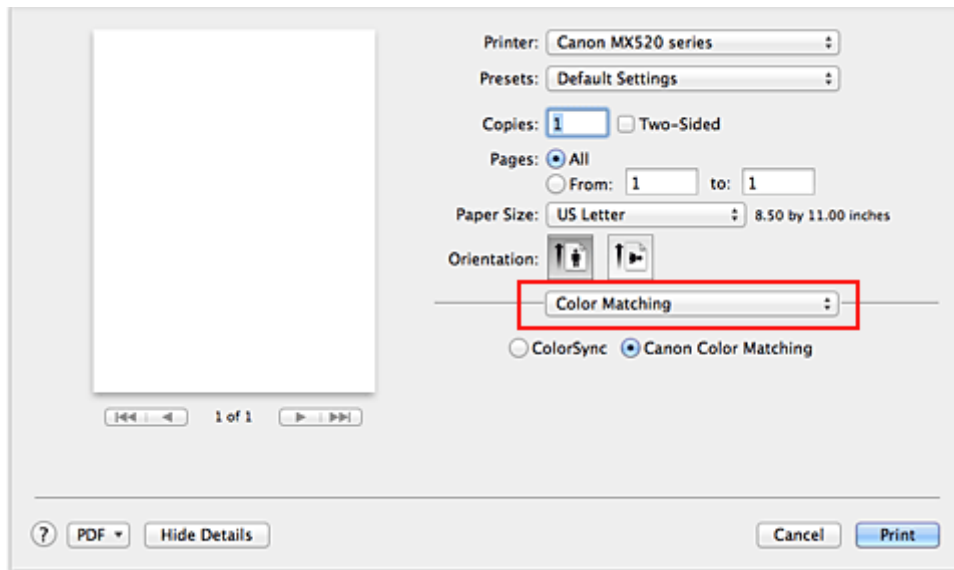 Printer: Canon MX520 series
Presets: Default Settings
Copies: 1 Two-Sided
Pages: All
From: 1 to: 1
Paper Size: US Letter 8.50 by 11.00 inches
Orientation:
Color Matching
ColorSync Canon Color Matching
1 of 1
? PDF Hide Details Cancel Print